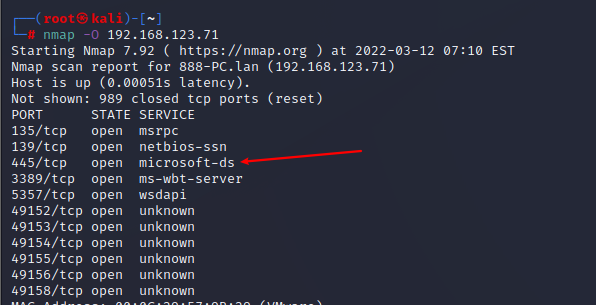 ┌──(root㉿kali)-[~]
└─# nmap -O 192.168.123.71
Starting Nmap 7.92 ( https://nmap.org ) at 2022-03-12 07:10 EST
Nmap scan report for 888-PC.lan (192.168.123.71)
Host is up (0.00051s latency).
Not shown: 989 closed tcp ports (reset)
PORT      STATE SERVICE
135/tcp   open  msrpc
139/tcp   open  netbios-ssn
445/tcp   open  microsoft-ds
3389/tcp  open  ms-wbt-server
5357/tcp  open  wsdapi
49152/tcp open  unknown
49153/tcp open  unknown
49154/tcp open  unknown
49155/tcp open  unknown
49156/tcp open  unknown
49158/tcp open  unknown